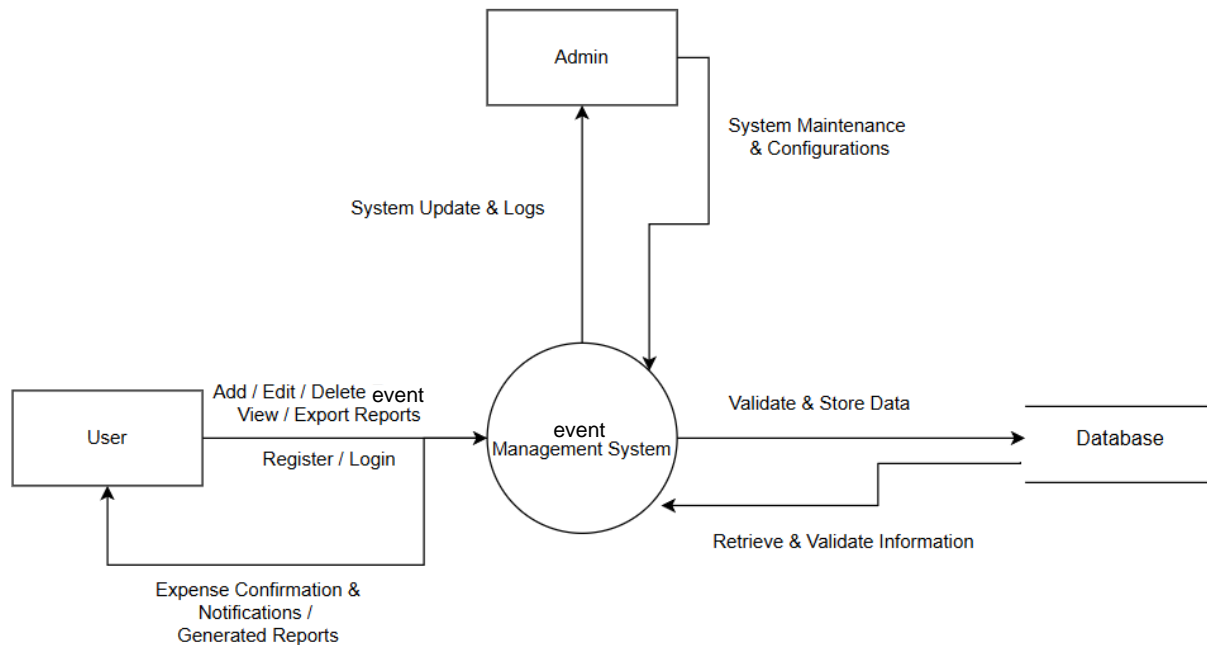 Admin
System Maintenance
& Configurations
System Update & Logs
Add / Edit / Delete event
View / Export Reports
User
Register / Login
event
Management System
Validate & Store Data
Database
Retrieve & Validate Information
Expense Confirmation &
Notifications /
Generated Reports